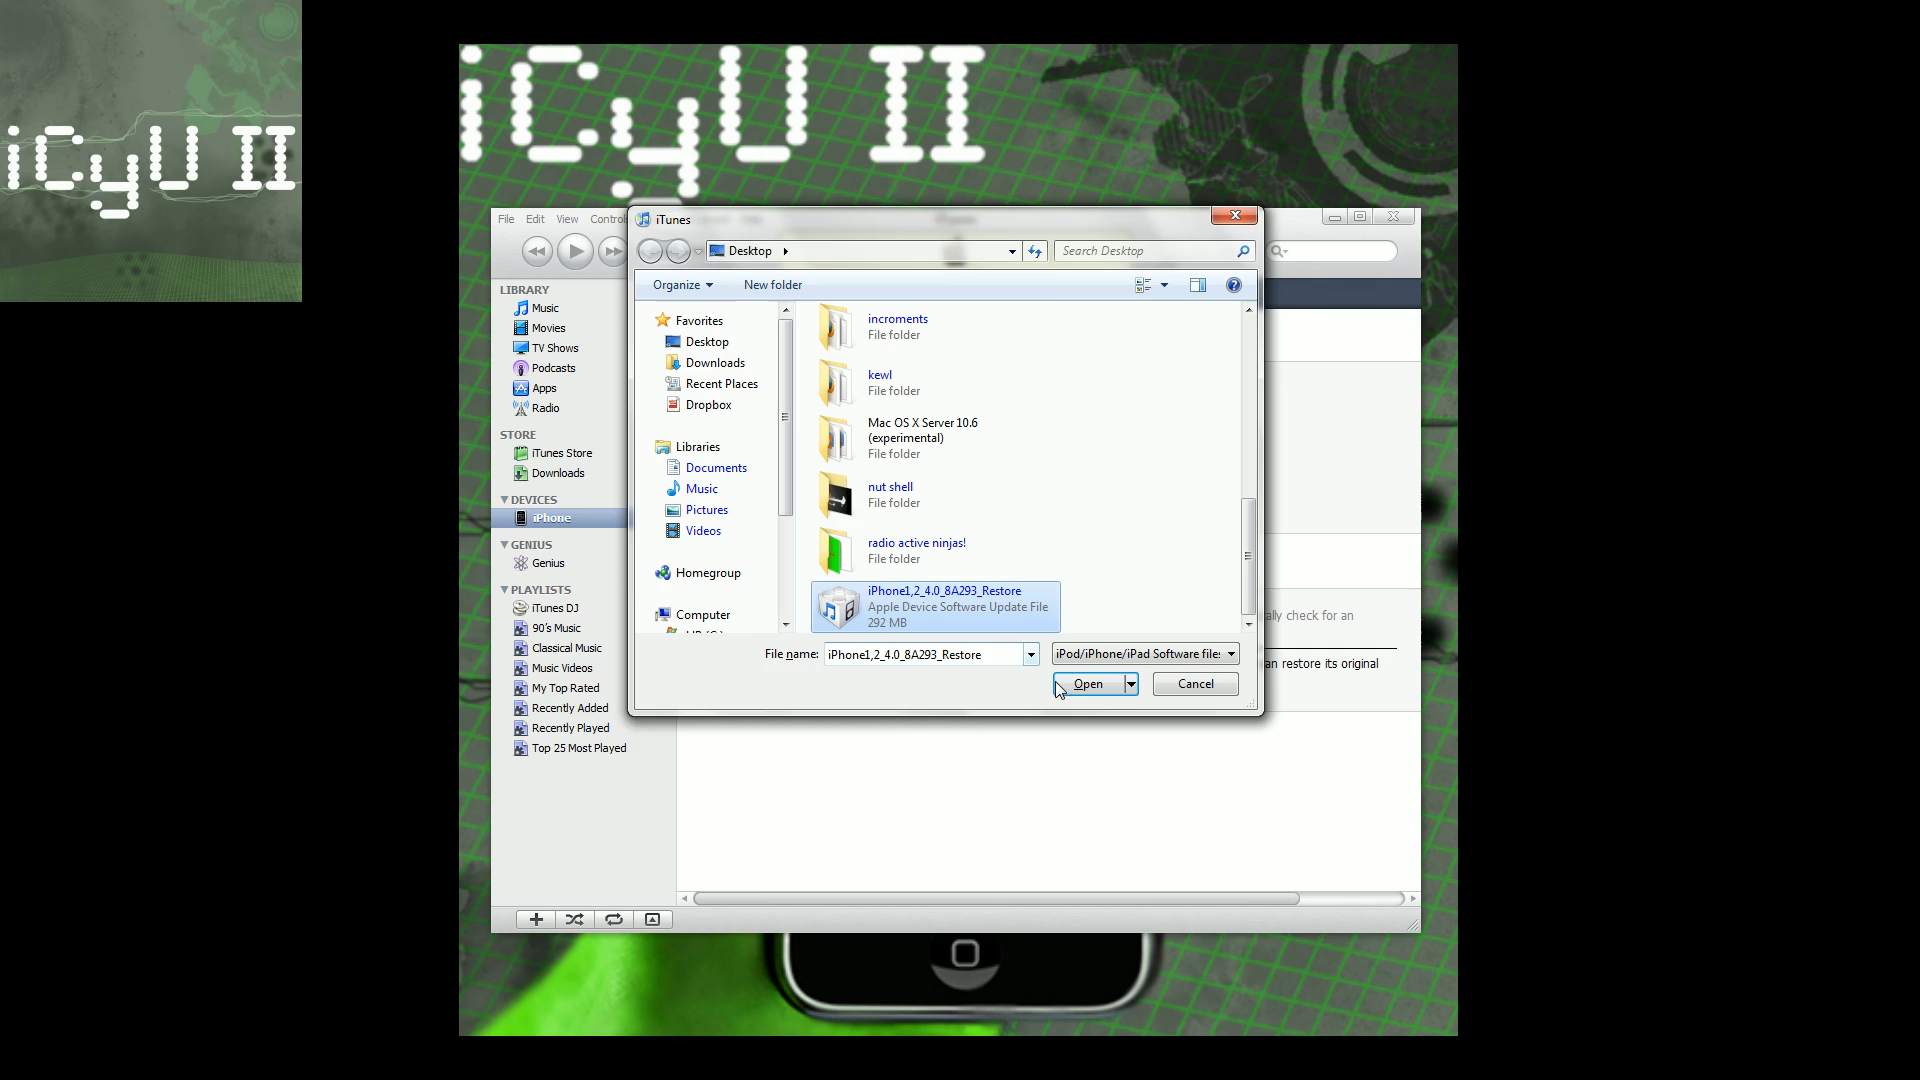 iCyU II
iCyU II
File Edit View
iTunes
Desktop
Search Desktop
Organize
New folder
LIBRARY
Music
Movies
TV Shows
Podcasts
Apps
Radio
STORE
iTunes Store
Downloads
DEVICES
iPhone
GENIUS
Genius
PLAYLISTS
iTunes DJ
90's Music
Classical Music
Music Videos
My Top Rated
Recently Added
Recently Played
Top 25 Most Played
Favorites
Desktop
Downloads
Recent Places
Dropbox
Libraries
Documents
Music
Pictures
Videos
Homegroup
Computer
incroments
File folder
kewl
File folder
Mac OS X Server 10.6
(experimental)
File folder
nut shell
File folder
radio active ninjas!
File folder
iPhone1,2_4.0_8A293_Restore
Apple Device Software Update File
292 MB
File name: iPhone1,2_4.0_8A293_Restore
iPod/iPhone/iPad Software file
Open
Cancel
check for an
restore its original